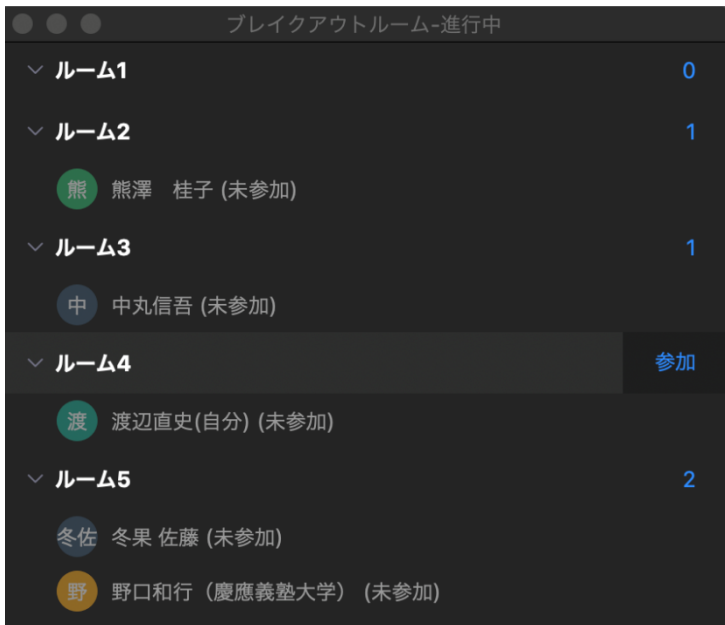 ブレイクアウトルーム-進行中
ルーム1 0
ルーム2 1
熊 熊澤　桂子 (未参加)
ルーム3 1
中 中丸信吾 (未参加)
ルーム4 参加
渡 渡辺直史(自分) (未参加)
ルーム5 2
冬佐 冬果 佐藤 (未参加)
野 野口和行（慶應義塾大学） (未参加)